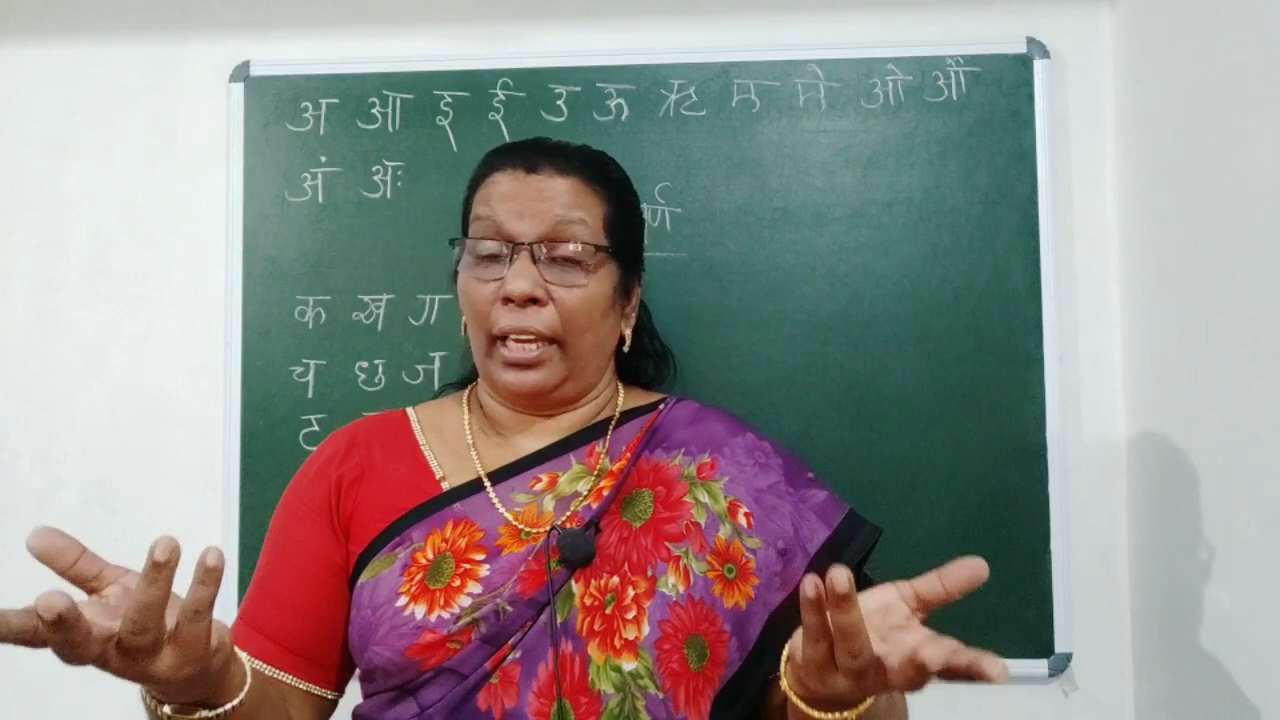 अ आ इ ई उ ऊ ऋ ए ऐ ओ औ
अं अः
क ख ग
च छ ज
ट